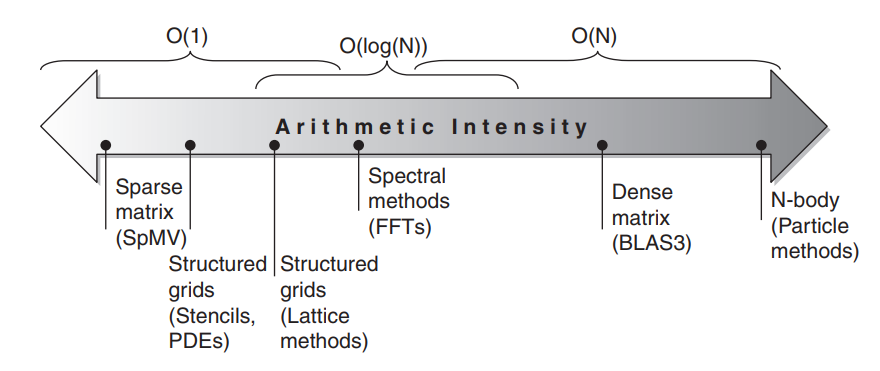 O(1)
O(log(N))
O(N)
Arithmetic Intensity
Sparse
matrix
(SpMV)
Structured
grids
(Stencils,
PDEs)
Structured
grids
(Lattice
methods)
Spectral
methods
(FFTs)
Dense
matrix
(BLAS3)
N-body
(Particle
methods)